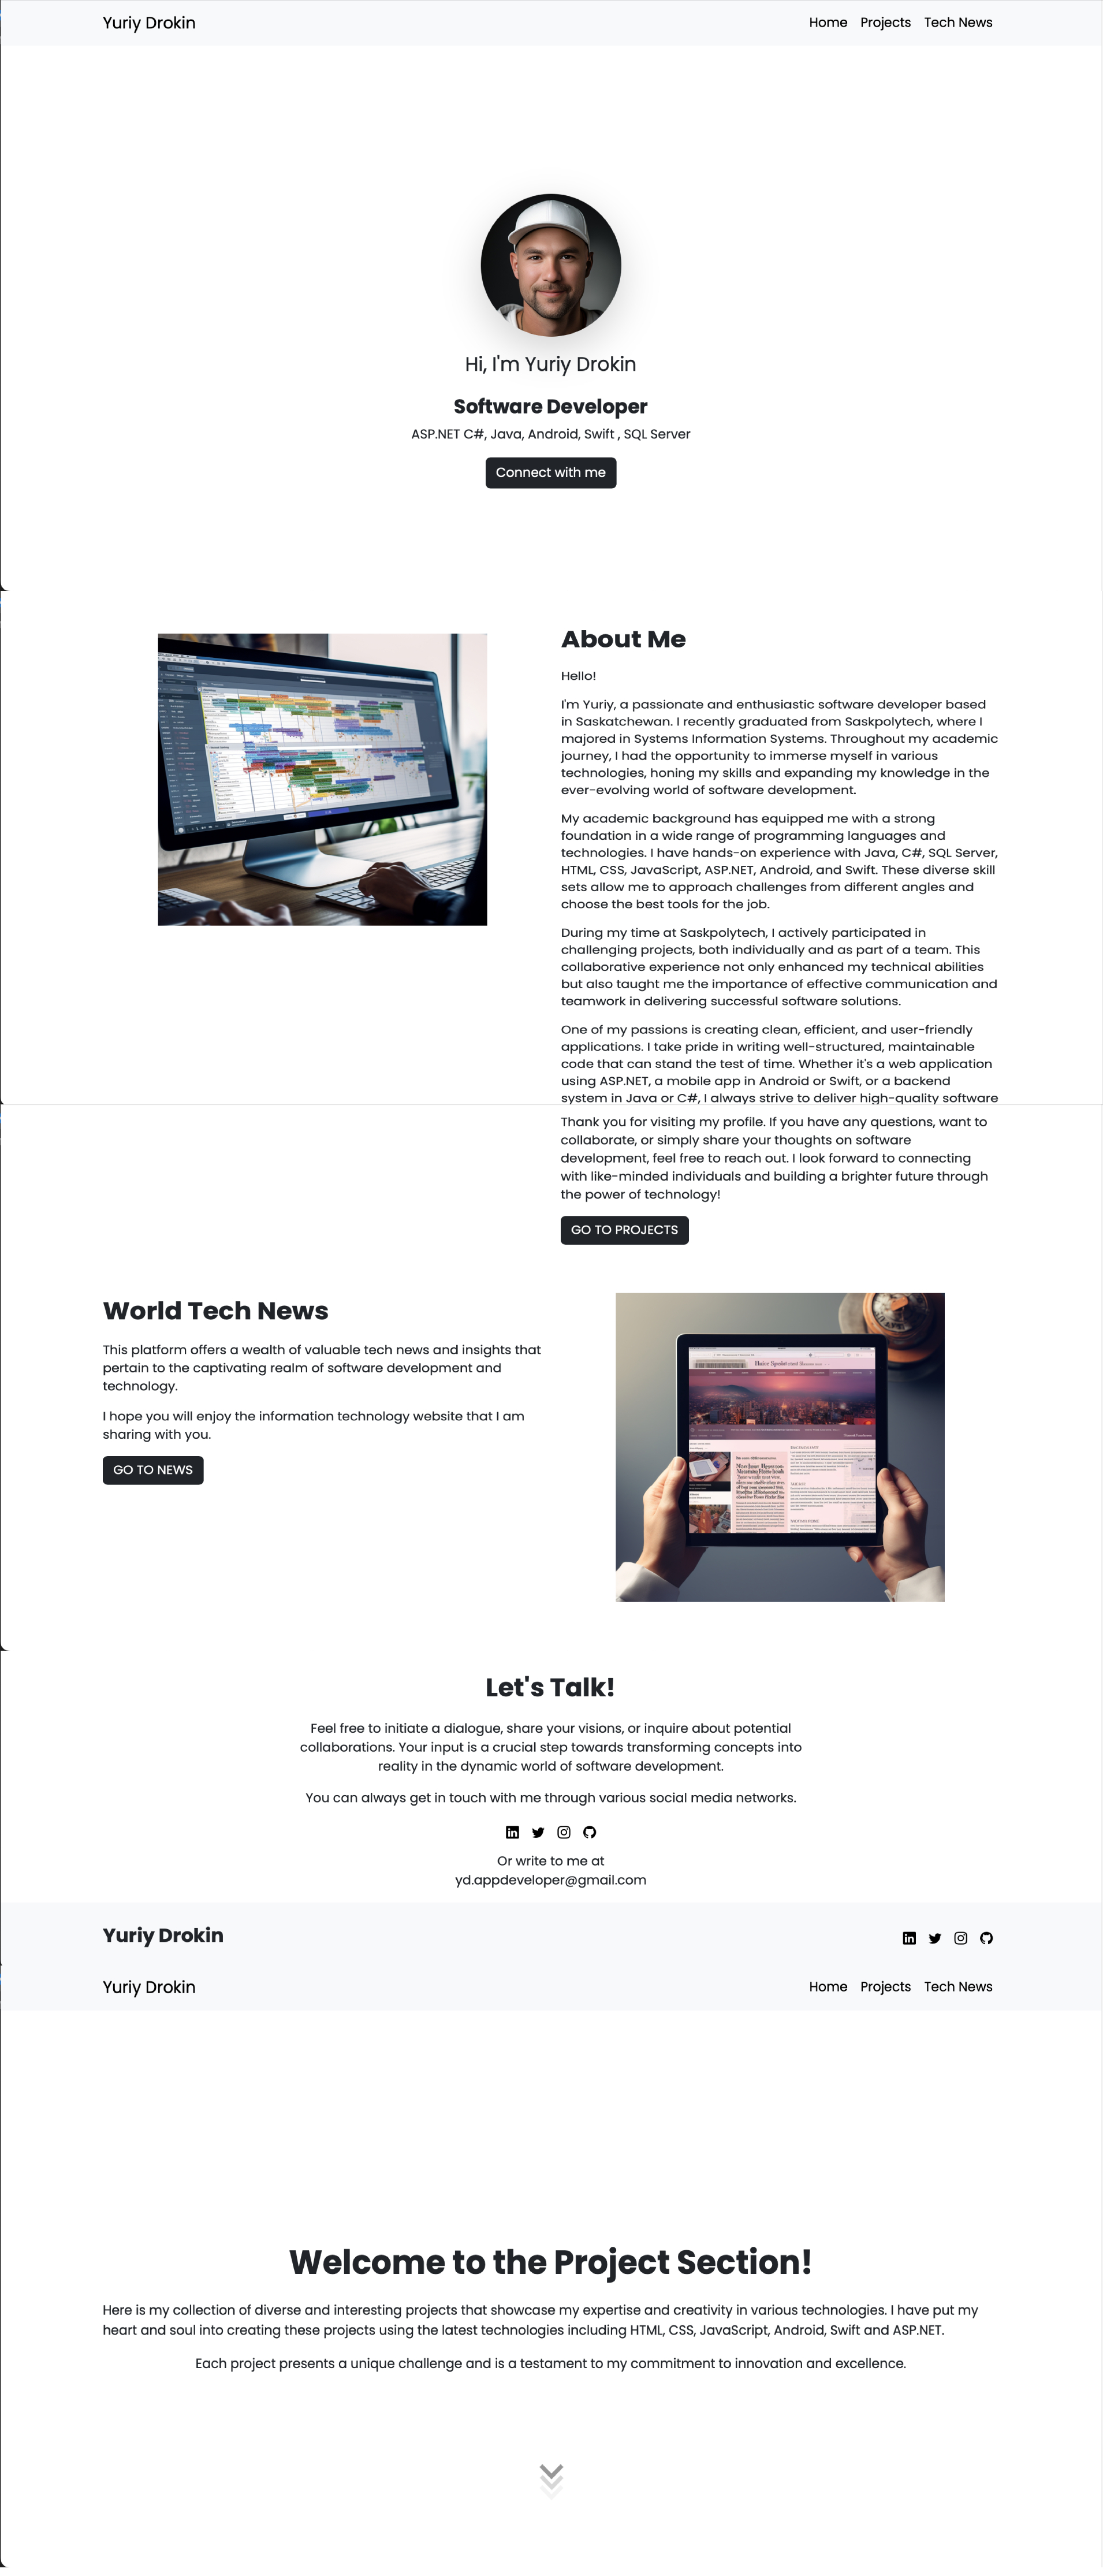 Yuriy Drokin
Home Projects Tech News
Hi, I'm Yuriy Drokin
Software Developer
ASP.NET C#, Java, Android, Swift , SQL Server
Connect with me
About Me
Hello!
I'm Yuriy, a passionate and enthusiastic software developer based
in Saskatchewan. I recently graduated from Saskpolytech, where I
majored in Systems Information Systems. Throughout my academic
journey, I had the opportunity to immerse myself in various
technologies, honing my skills and expanding my knowledge in the
ever-evolving world of software development.
My academic background has equipped me with a strong
foundation in a wide range of programming languages and
technologies. I have hands-on experience with Java, C#, SQL Server,
HTML, CSS, JavaScript, ASP.NET, Android, and Swift. These diverse skill
sets allow me to approach challenges from different angles and
choose the best tools for the job.
During my time at Saskpolytech, I actively participated in
challenging projects, both individually and as part of a team. This
collaborative experience not only enhanced my technical abilities
but also taught me the importance of effective communication and
teamwork in delivering successful software solutions.
One of my passions is creating clean, efficient, and user-friendly
applications. I take pride in writing well-structured, maintainable
code that can stand the test of time. Whether it's a web application
using ASP.NET, a mobile app in Android or Swift, or a backend
system in Java or C#, I always strive to deliver high-quality software
Thank you for visiting my profile. If you have any questions, want to
collaborate, or simply share your thoughts on software
development, feel free to reach out. I look forward to connecting
with like-minded individuals and building a brighter future through
the power of technology!
GO TO PROJECTS
World Tech News
This platform offers a wealth of valuable tech news and insights that
pertain to the captivating realm of software development and
technology.
I hope you will enjoy the information technology website that I am
sharing with you.
GO TO NEWS
Let's Talk!
Feel free to initiate a dialogue, share your visions, or inquire about potential
collaborations. Your input is a crucial step towards transforming concepts into
reality in the dynamic world of software development.
You can always get in touch with me through various social media networks.
Or write to me at
yd.appdeveloper@gmail.com
Yuriy Drokin
Yuriy Drokin
Home Projects Tech News
Welcome to the Project Section!
Here is my collection of diverse and interesting projects that showcase my expertise and creativity in various technologies. I have put my
heart and soul into creating these projects using the latest technologies including HTML, CSS, JavaScript, Android, Swift and ASP.NET.
Each project presents a unique challenge and is a testament to my commitment to innovation and excellence.